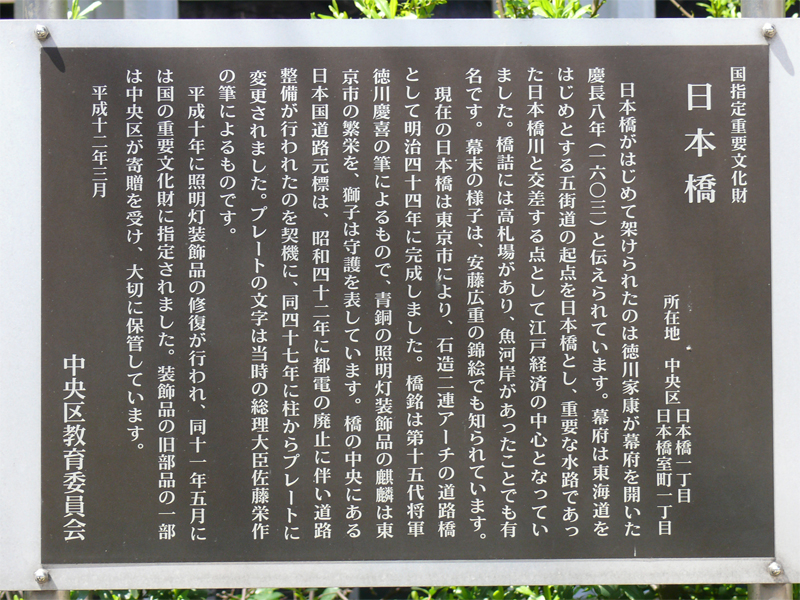 国指定重要文化財
日本橋
所在地　中央区 日本橋一丁目
日本橋室町一丁目
日本橋がはじめて架けられたのは徳川家康が幕府を開いた
慶長八年（一六〇三）と伝えられています。幕府は東海道を
はじめとする五街道の起点を日本橋とし、重要な水路であっ
た日本橋川と交差する点として江戸経済の中心となってい
ました。橋詰には高札場があり、魚河岸があったことでも有
名です。幕末の様子は、安藤広重の錦絵でも知られています。
現在の日本橋は東京市により、石造二連アーチの道路橋
として明治四十四年に完成しました。橋銘は第十五代将軍
徳川慶喜の筆によるもので、青銅の照明灯装飾品の麒麟は東
京市の繁栄を、獅子は守護を表しています。橋の中央にある
日本国道路元標は、昭和四十二年に都電の廃止に伴い道路
整備が行われたのを契機に、同四十七年に柱からプレートに
変更されました。プレートの文字は当時の総理大臣佐藤栄作
の筆によるものです。
平成十年に照明灯装飾品の修復が行われ、同十一年五月に
は国の重要文化財に指定されました。装飾品の旧部品の一部
は中央区が寄贈を受け、大切に保管しています。
平成十二年三月
中央区教育委員会